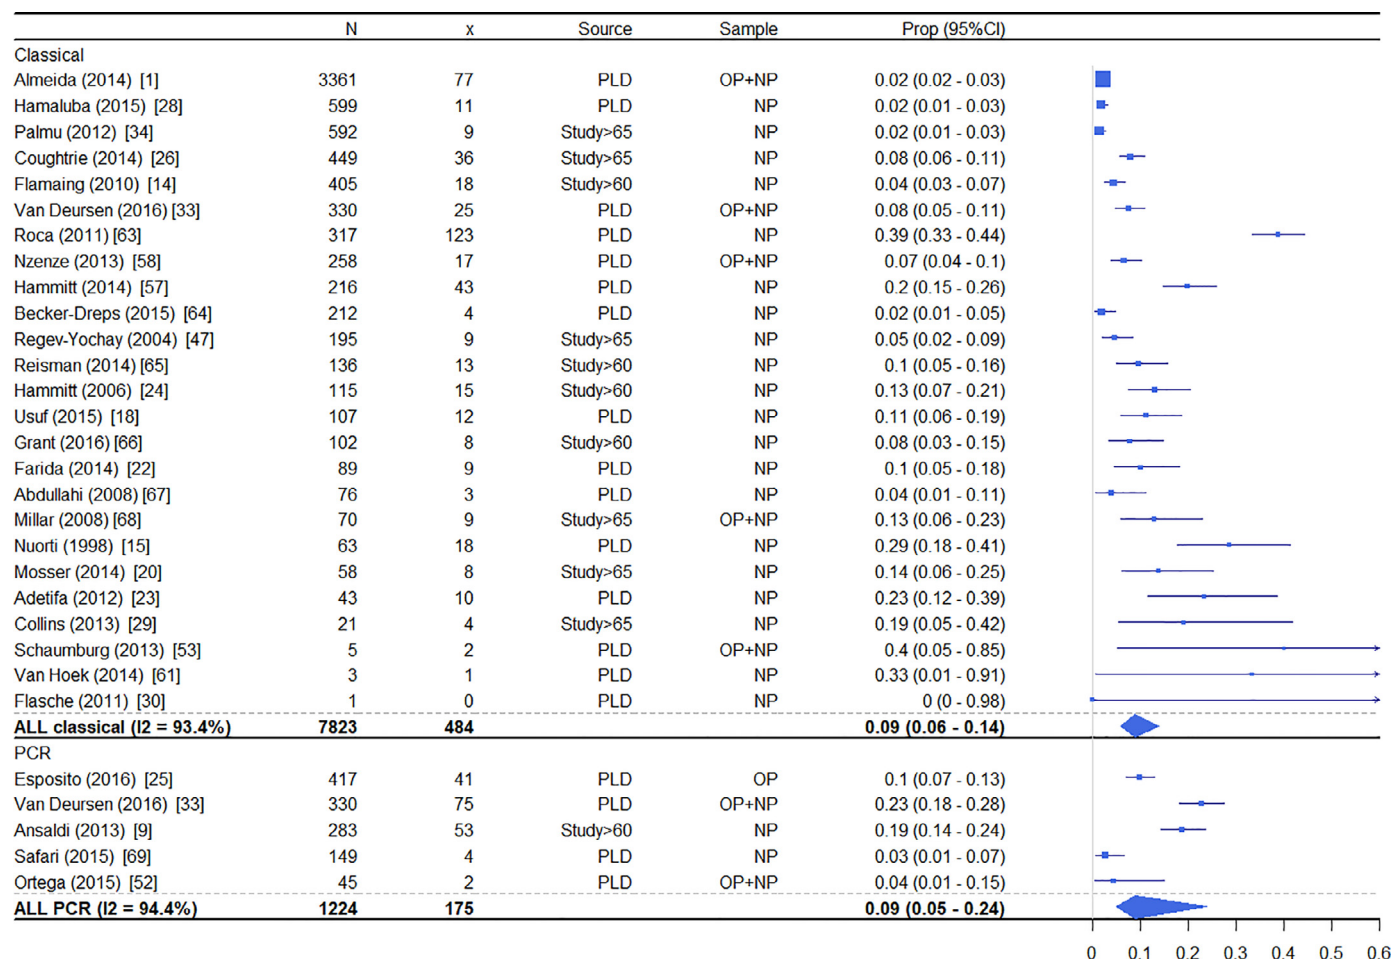 N x Source Sample Prop (95%CI)
Classical
Almeida (2014) [1] 3361 77 PLD OP+NP 0.02 (0.02 - 0.03)
Hamaluba (2015) [28] 599 11 PLD NP 0.02 (0.01 - 0.03)
Palmu (2012) [34] 592 9 Study>65 NP 0.02 (0.01 - 0.03)
Coughtrie (2014) [26] 449 36 Study>65 NP 0.08 (0.06 - 0.11)
Flamaing (2010) [14] 405 18 Study>60 NP 0.04 (0.03 - 0.07)
Van Deursen (2016) [33] 330 25 PLD OP+NP 0.08 (0.05 - 0.11)
Roca (2011) [63] 317 123 PLD NP 0.39 (0.33 - 0.44)
Nzenze (2013) [58] 258 17 PLD OP+NP 0.07 (0.04 - 0.1)
Hammitt (2014) [57] 216 43 PLD NP 0.2 (0.15 - 0.26)
Becker-Dreps (2015) [64] 212 4 PLD NP 0.02 (0.01 - 0.05)
Regev-Yochay (2004) [47] 195 9 Study>65 NP 0.05 (0.02 - 0.09)
Reisman (2014) [65] 136 13 Study>60 NP 0.1 (0.05 - 0.16)
Hammitt (2006) [24] 115 15 Study>60 NP 0.13 (0.07 - 0.21)
Usuf (2015) [18] 107 12 PLD NP 0.11 (0.06 - 0.19)
Grant (2016) [66] 102 8 Study>60 NP 0.08 (0.03 - 0.15)
Farida (2014) [22] 89 9 PLD NP 0.1 (0.05 - 0.18)
Abdullahi (2008) [67] 76 3 PLD NP 0.04 (0.01 - 0.11)
Millar (2008) [68] 70 9 Study>65 OP+NP 0.13 (0.06 - 0.23)
Nuorti (1998) [15] 63 18 PLD NP 0.29 (0.18 - 0.41)
Mosser (2014) [20] 58 8 Study>65 NP 0.14 (0.06 - 0.25)
Adetifa (2012) [23] 43 10 PLD NP 0.23 (0.12 - 0.39)
Collins (2013) [29] 21 4 Study>65 NP 0.19 (0.05 - 0.42)
Schaumburg (2013) [53] 5 2 PLD OP+NP 0.4 (0.05 - 0.85)
Van Hoek (2014) [61] 3 1 PLD NP 0.33 (0.01 - 0.91)
Flasche (2011) [30] 1 0 PLD NP 0 (0 - 0.98)
ALL classical (I2 = 93.4%) 7823 484 0.09 (0.06 - 0.14)
PCR
Esposito (2016) [25] 417 41 PLD OP 0.1 (0.07 - 0.13)
Van Deursen (2016) [33] 330 75 PLD OP+NP 0.23 (0.18 - 0.28)
Ansaldi (2013) [9] 283 53 Study>60 NP 0.19 (0.14 - 0.24)
Safari (2015) [69] 149 4 PLD NP 0.03 (0.01 - 0.07)
Ortega (2015) [52] 45 2 PLD OP+NP 0.04 (0.01 - 0.15)
ALL PCR (I2 = 94.4%) 1224 175 0.09 (0.05 - 0.24)
0 0.1 0.2 0.3 0.4 0.5 0.6